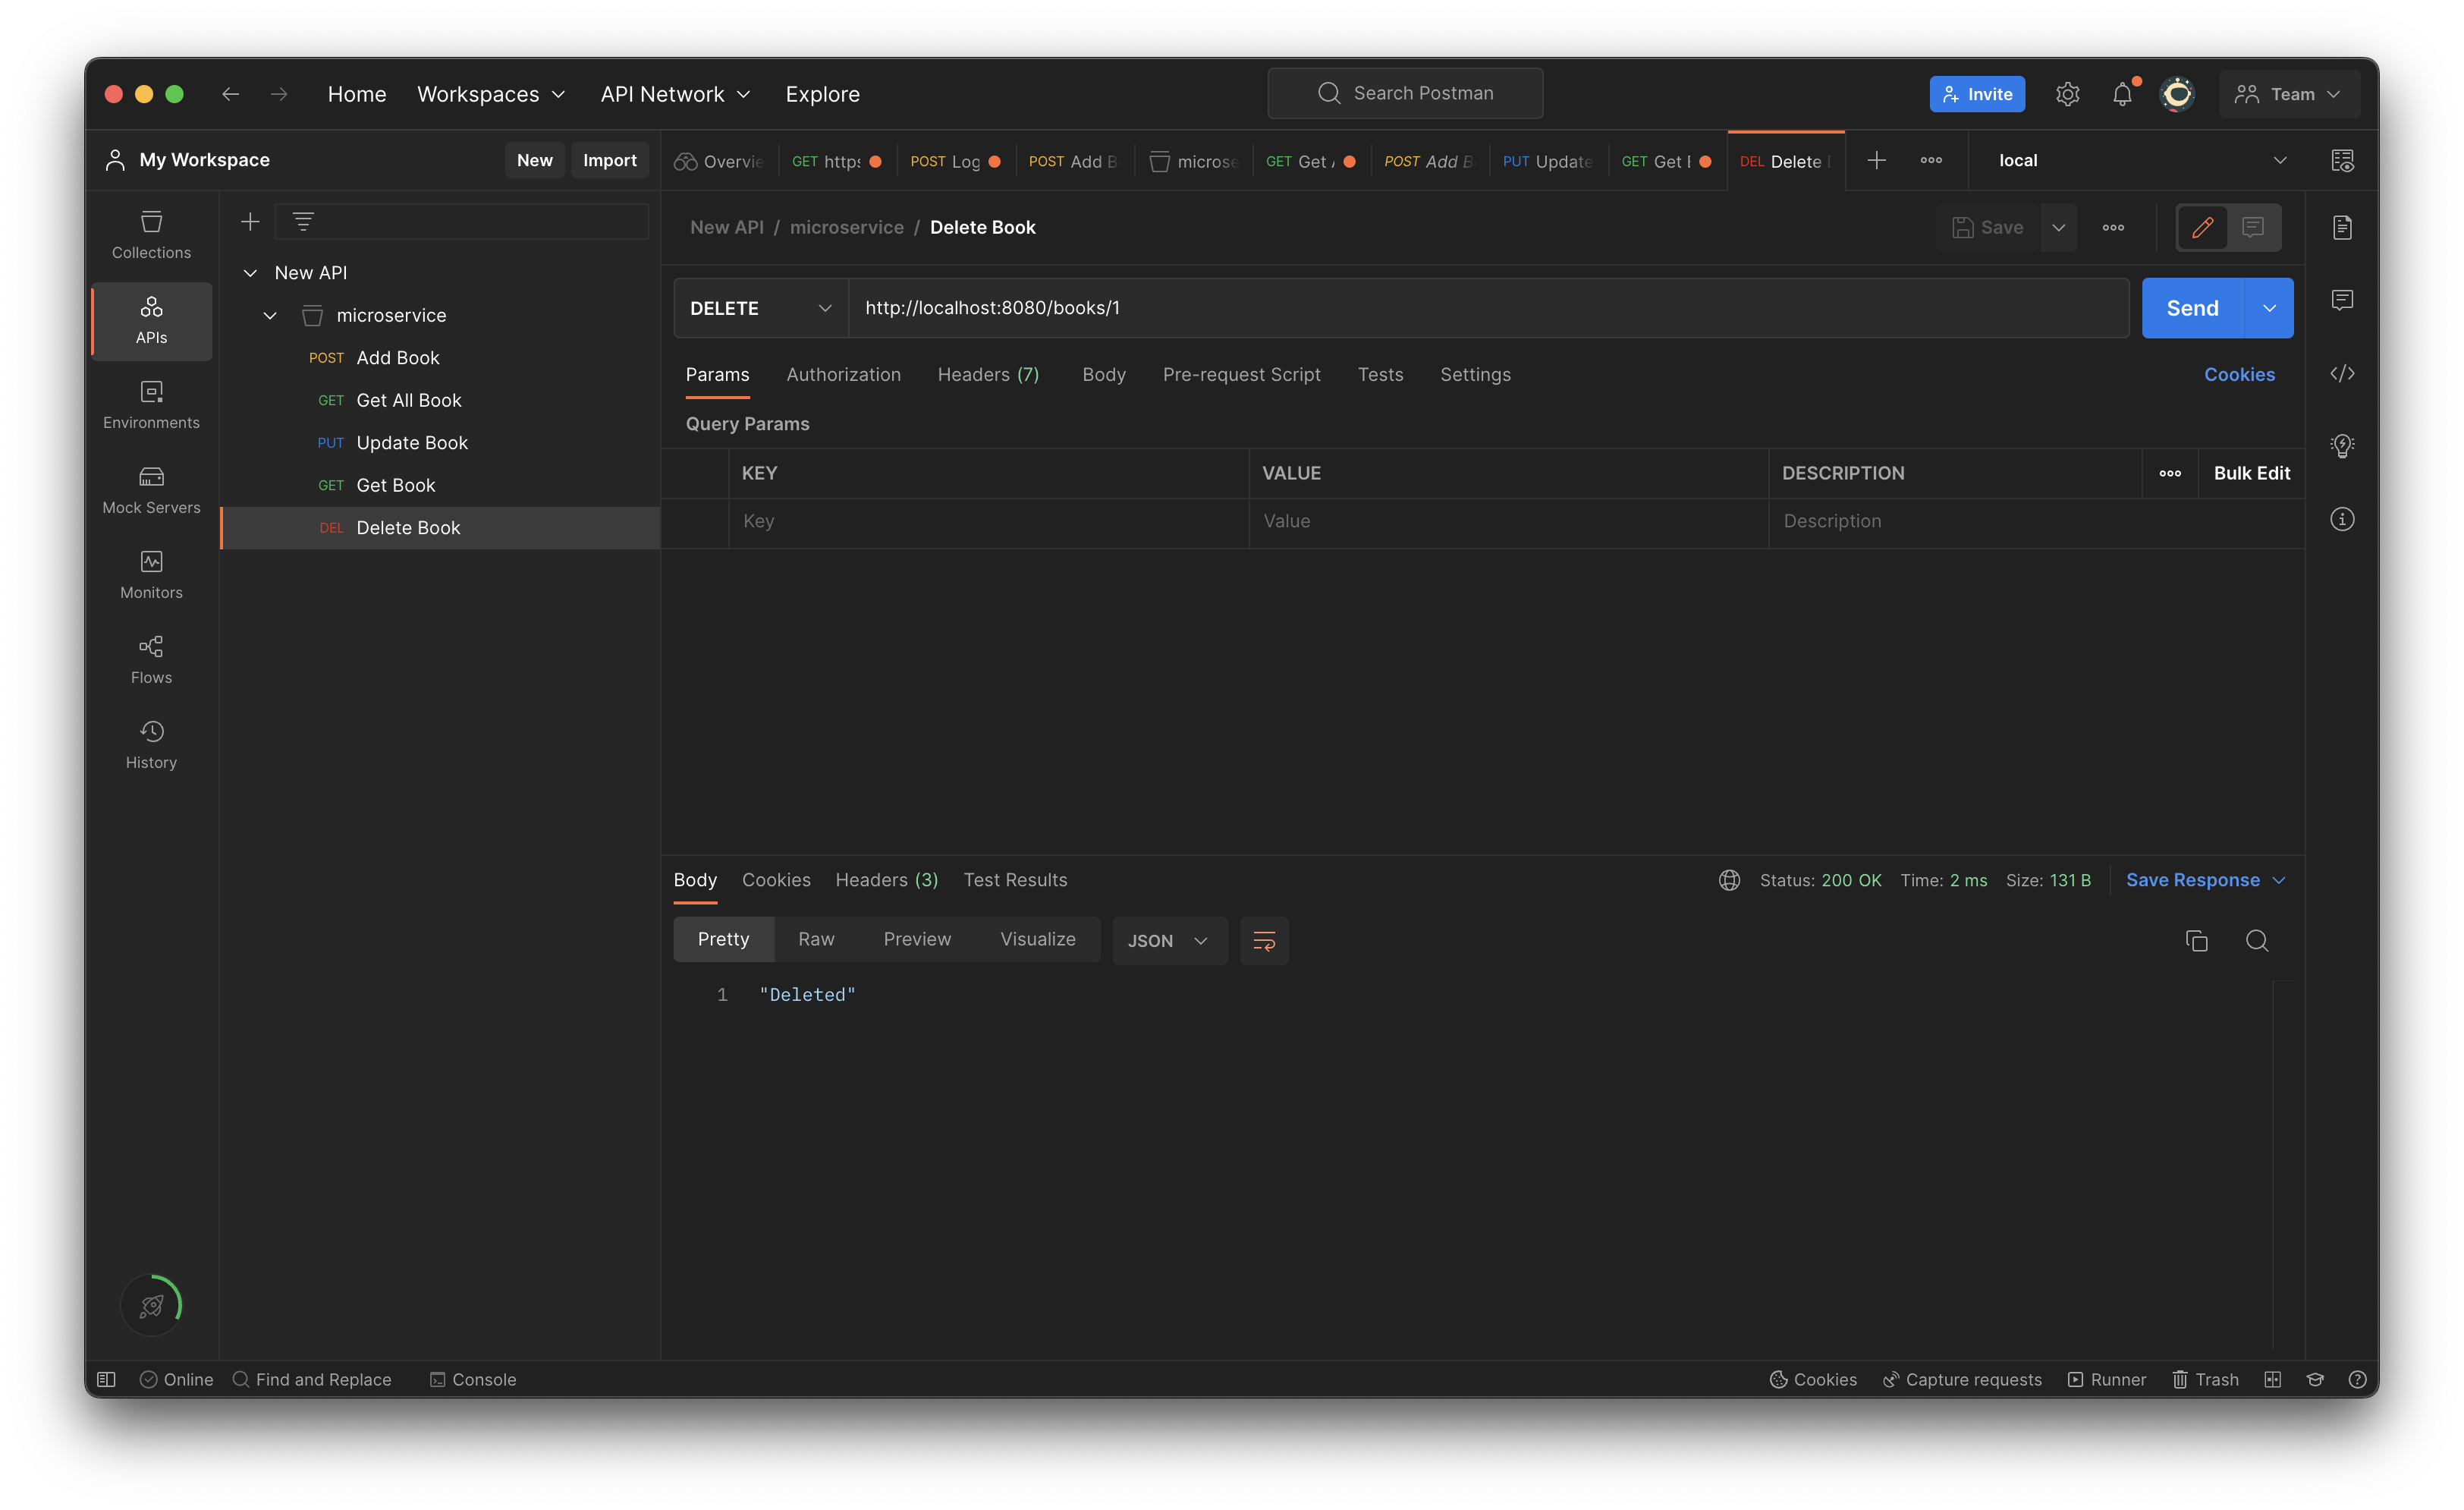 Home Workspaces API Network Explore Search Postman Invite Team
My Workspace New Import
Overvie GET https POST Log POST Add B microse GET Get POST Add B PUT Update GET Get DEL Delete local
Collections
APIs
Environments
Mock Servers
Monitors
Flows
History
New API
microservice
POST Add Book
GET Get All Book
PUT Update Book
GET Get Book
DEL Delete Book
New API / microservice / Delete Book Save
DELETE http://localhost:8080/books/1 Send
Params Authorization Headers (7) Body Pre-request Script Tests Settings Cookies
Query Params
KEY VALUE DESCRIPTION Bulk Edit
Key Value Description
Body Cookies Headers (3) Test Results Status: 200 OK Time: 2 ms Size: 131 B Save Response
Pretty Raw Preview Visualize JSON
1 "Deleted"
Online Find and Replace Console Cookies Capture requests Runner Trash